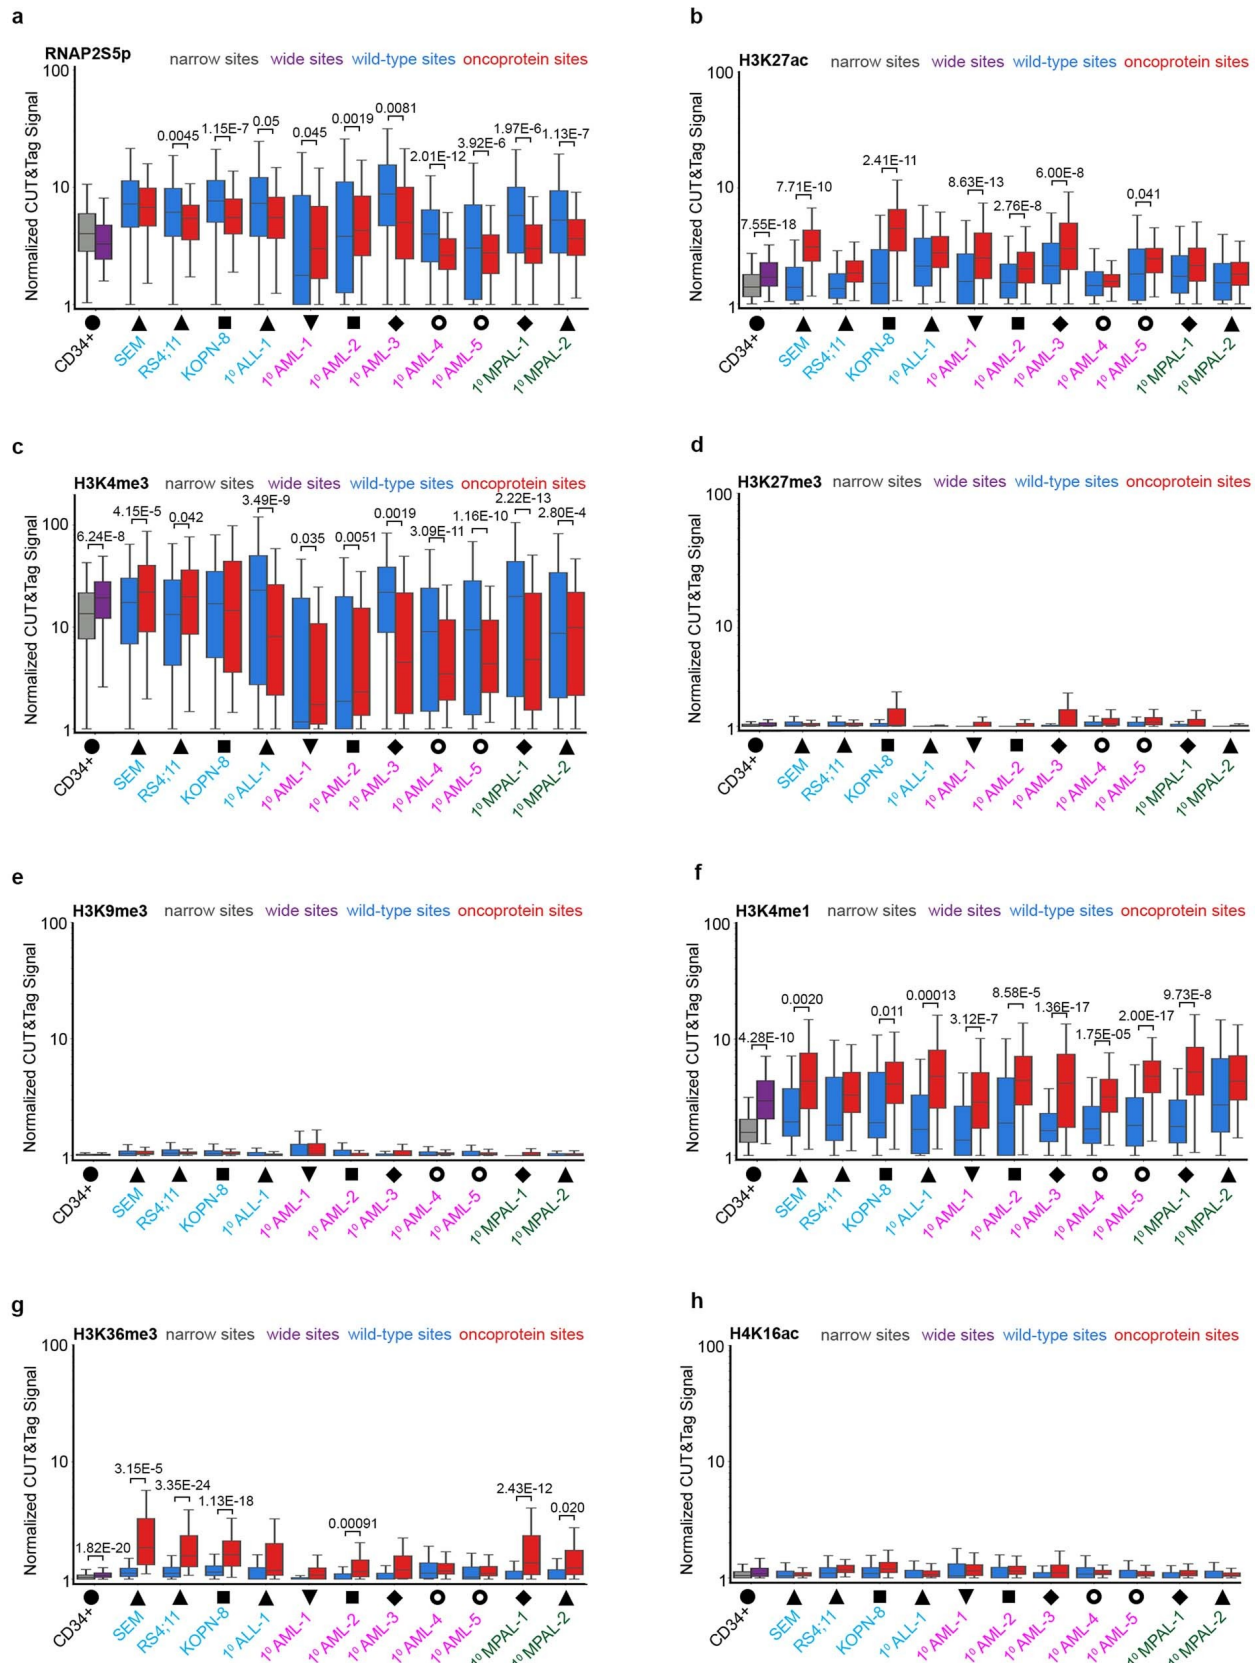 a
RNAP2S5p narrow sites wide sites wild-type sites oncoprotein sites
Normalized CUT&Tag Signal
100
10
1
0.0045 1.15E-7 0.05 0.045 0.0019 0.0081 2.01E-12 3.92E-6 1.97E-6 1.13E-7
CD34+ SEM RS4;11 KOPN-8 1⁰ ALL-1 1⁰ AML-1 1⁰ AML-2 1⁰ AML-3 1⁰ AML-4 1⁰ AML-5 1⁰ MPAL-1 1⁰ MPAL-2
b
H3K27ac narrow sites wide sites wild-type sites oncoprotein sites
Normalized CUT&Tag Signal
100
10
1
7.55E-18 7.71E-10 2.41E-11 8.63E-13 2.76E-8 6.00E-8 0.041
CD34+ SEM RS4;11 KOPN-8 1⁰ ALL-1 1⁰ AML-1 1⁰ AML-2 1⁰ AML-3 1⁰ AML-4 1⁰ AML-5 1⁰ MPAL-1 1⁰ MPAL-2
c
H3K4me3 narrow sites wide sites wild-type sites oncoprotein sites
Normalized CUT&Tag Signal
100
10
1
6.24E-8 4.15E-5 0.042 3.49E-9 0.035 0.0051 0.0019 3.09E-11 1.16E-10 2.22E-13 2.80E-4
CD34+ SEM RS4;11 KOPN-8 1⁰ ALL-1 1⁰ AML-1 1⁰ AML-2 1⁰ AML-3 1⁰ AML-4 1⁰ AML-5 1⁰ MPAL-1 1⁰ MPAL-2
d
H3K27me3 narrow sites wide sites wild-type sites oncoprotein sites
Normalized CUT&Tag Signal
100
10
1
CD34+ SEM RS4;11 KOPN-8 1⁰ ALL-1 1⁰ AML-1 1⁰ AML-2 1⁰ AML-3 1⁰ AML-4 1⁰ AML-5 1⁰ MPAL-1 1⁰ MPAL-2
e
H3K9me3 narrow sites wide sites wild-type sites oncoprotein sites
Normalized CUT&Tag Signal
100
10
1
CD34+ SEM RS4;11 KOPN-8 1⁰ ALL-1 1⁰ AML-1 1⁰ AML-2 1⁰ AML-3 1⁰ AML-4 1⁰ AML-5 1⁰ MPAL-1 1⁰ MPAL-2
f
H3K4me1 narrow sites wide sites wild-type sites oncoprotein sites
Normalized CUT&Tag Signal
100
10
1
4.28E-10 0.0020 0.011 0.00013 3.12E-7 8.58E-5 1.36E-17 1.75E-05 2.00E-17 9.73E-8
CD34+ SEM RS4;11 KOPN-8 1⁰ ALL-1 1⁰ AML-1 1⁰ AML-2 1⁰ AML-3 1⁰ AML-4 1⁰ AML-5 1⁰ MPAL-1 1⁰ MPAL-2
g
H3K36me3 narrow sites wide sites wild-type sites oncoprotein sites
Normalized CUT&Tag Signal
100
10
1
1.82E-20 3.15E-5 3.35E-24 1.13E-18 0.00091 2.43E-12 0.020
CD34+ SEM RS4;11 KOPN-8 1⁰ ALL-1 1⁰ AML-1 1⁰ AML-2 1⁰ AML-3 1⁰ AML-4 1⁰ AML-5 1⁰ MPAL-1 1⁰ MPAL-2
h
H4K16ac narrow sites wide sites wild-type sites oncoprotein sites
Normalized CUT&Tag Signal
100
10
1
CD34+ SEM RS4;11 KOPN-8 1⁰ ALL-1 1⁰ AML-1 1⁰ AML-2 1⁰ AML-3 1⁰ AML-4 1⁰ AML-5 1⁰ MPAL-1 1⁰ MPAL-2